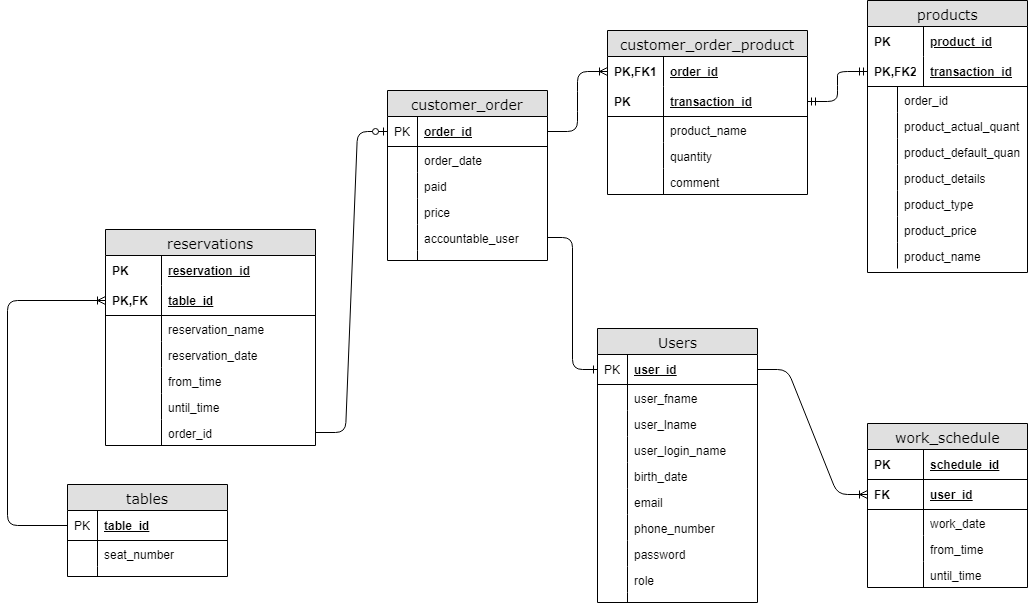 products
PK product_id
PK,FK2 transaction_id
order_id
product_actual_quant
product_default_quan
product_details
product_type
product_price
product_name
customer_order_product
PK,FK1 order_id
PK transaction_id
product_name
quantity
comment
customer_order
PK order_id
order_date
paid
price
accountable_user
reservations
PK reservation_id
PK,FK table_id
reservation_name
reservation_date
from_time
until_time
order_id
Users
PK user_id
user_fname
user_lname
user_login_name
birth_date
email
phone_number
password
role
work_schedule
PK schedule_id
FK user_id
work_date
from_time
until_time
tables
PK table_id
seat_number